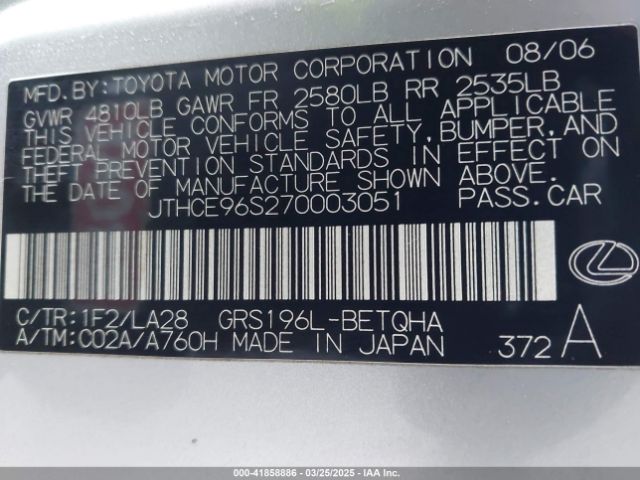 MFD.BY:TOYOTA MOTOR CORPORATION 08/06
GVWR 4810LB GAWR FR 2580LB RR 2535LB
THIS VEHICLE CONFORMS TO ALL APPLICABLE
FEDERAL MOTOR VEHICLE SAFETY,BUMPER,AND
THEFT PREVENTION STANDARDS IN EFFECT ON
THE DATE OF MANUFACTURE SHOWN ABOVE.
JTHCE96S270003051 PASS.CAR
C/TR:1F2/LA28 GRS196L-BETQHA
A/TM:C02A/A760H MADE IN JAPAN 372 A
000-41858886 / 03/25/2025 / IAA Inc. (IAA)